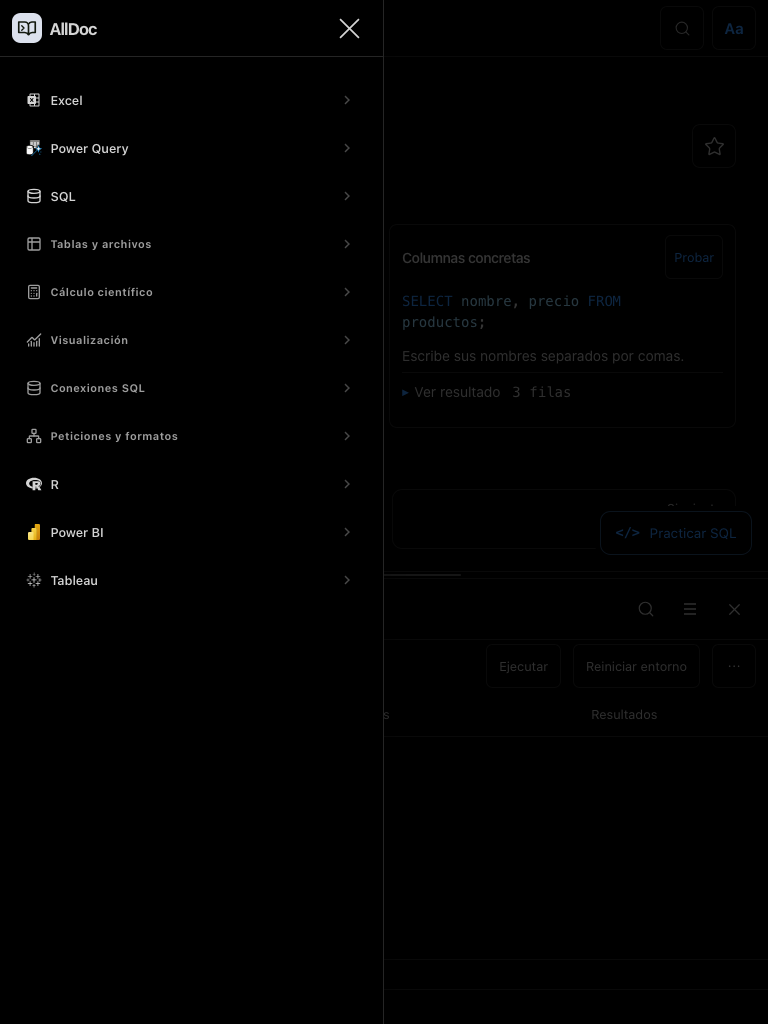 AllDoc
Aa
Excel
Power Query
SQL
Tablas y archivos
Cálculo científico
Visualización
Conexiones SQL
Peticiones y formatos
R
Power BI
Tableau
Columnas concretas
Probar
SELECT nombre, precio FROM
productos;
Escribe sus nombres separados por comas.
▸ Ver resultado 3 filas
</> Practicar SQL
Ejecutar
Reiniciar entorno
···
s
Resultados